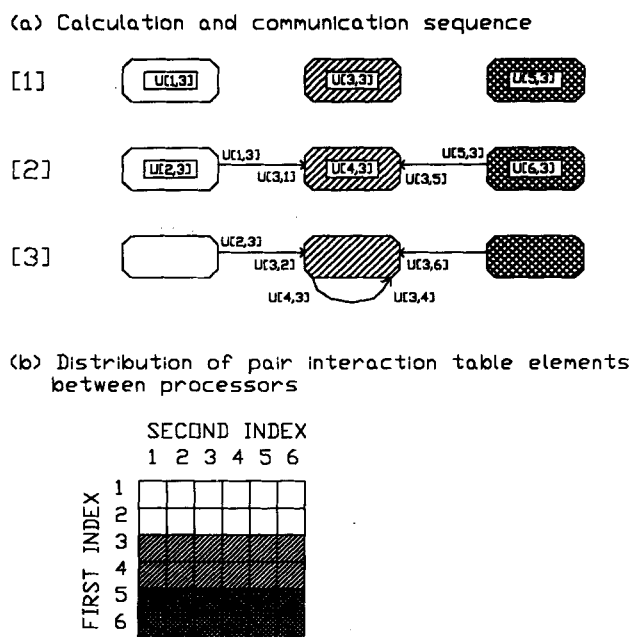 (a) Calculation and communication sequence
[1] U[1,3] U[3,3] U[5,3]
U[1,3] U[5,3]
[2] U[2,3] U[4,3] U[6,3]
U[3,1] U[3,5]
U[2,3]
[3]
U[3,2] U[3,6]
U[4,3] U[3,4]
(b) Distribution of pair interaction table elements
between processors
SECOND INDEX
1 2 3 4 5 6
FIRST INDEX
1
2
3
4
5
6